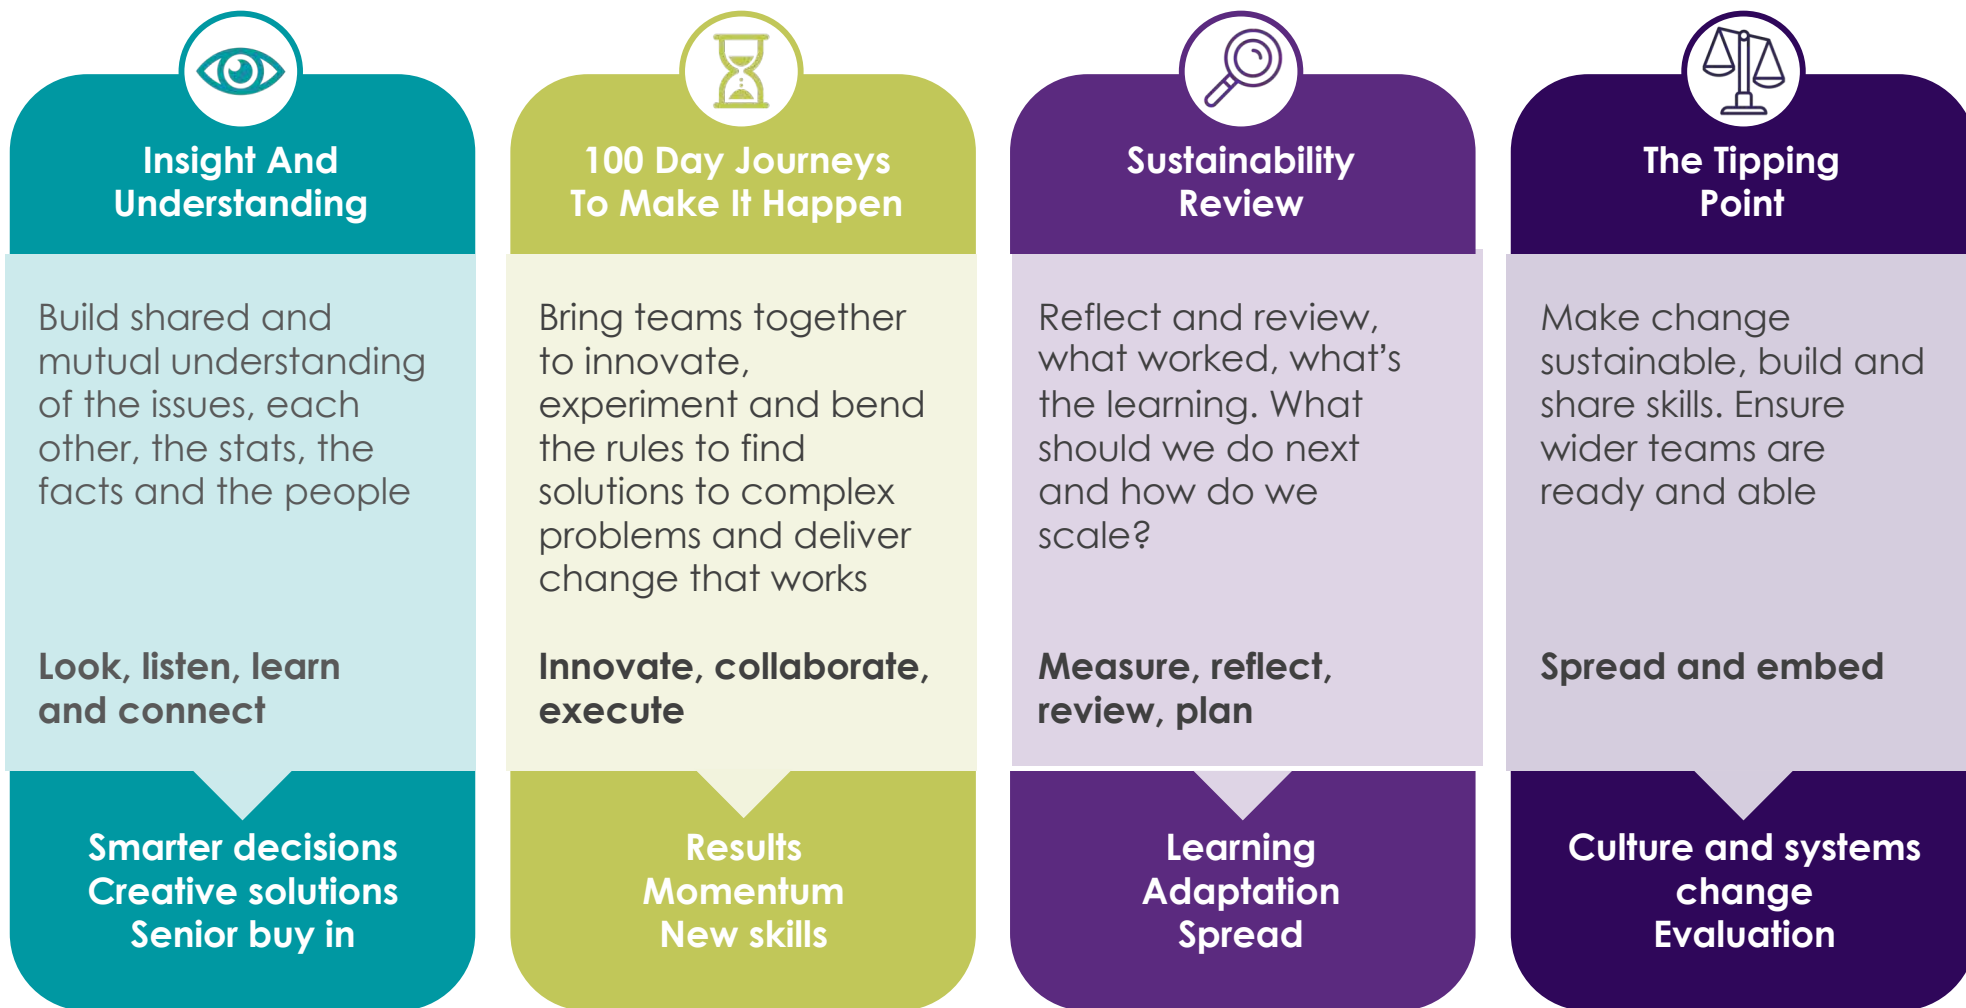 Insight And
Understanding
Build shared and
mutual understanding
of the issues, each
other, the stats, the
facts and the people
Look, listen, learn
and connect
Smarter decisions
Creative solutions
Senior buy in
100 Day Journeys
To Make It Happen
Bring teams together
to innovate,
experiment and bend
the rules to find
solutions to complex
problems and deliver
change that works
Innovate, collaborate,
execute
Results
Momentum
New skills
Sustainability
Review
Reflect and review,
what worked, what’s
the learning. What
should we do next
and how do we
scale?
Measure, reflect,
review, plan
Learning
Adaptation
Spread
The Tipping
Point
Make change
sustainable, build and
share skills. Ensure
wider teams are
ready and able
Spread and embed
Culture and systems
change
Evaluation